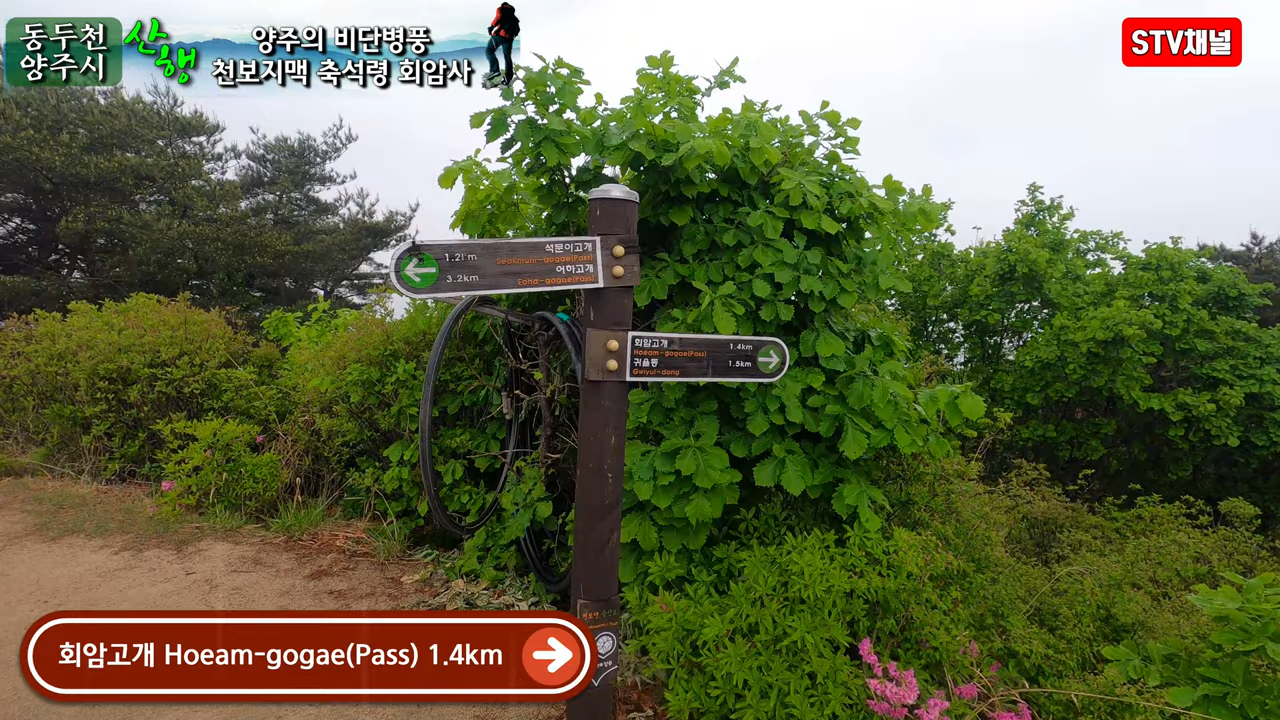 동두천
양주시
산행
양주의 비단병풍
천보지맥 축석령 회암사
STV채널
석문이고개
Seokmuni-gogae(Pass)
3.2km
어하고개
Eoha-gogae(Pass)
회암고개
1.4km
Hoeam-gogae(Pass)
귀율동
1.5km
Gwiyul-dong
회암고개 Hoeam-gogae(Pass) 1.4km